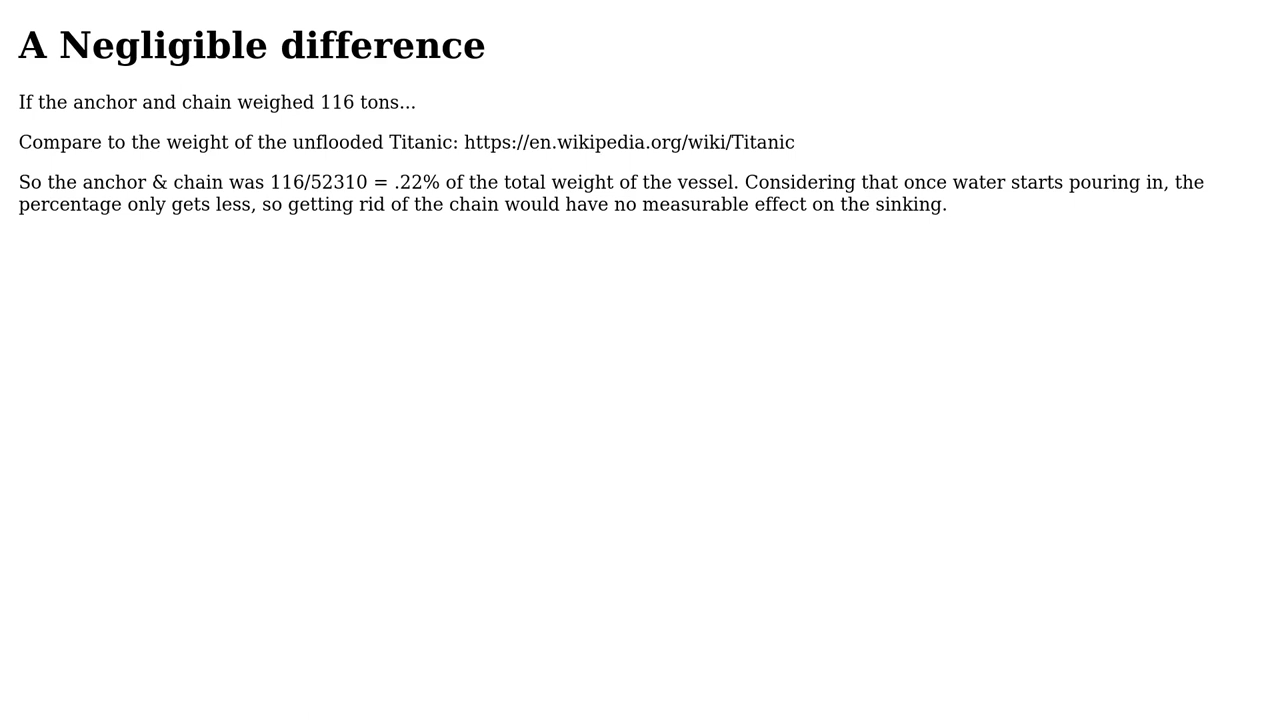 A Negligible difference
If the anchor and chain weighed 116 tons...
Compare to the weight of the unflooded Titanic: https://en.wikipedia.org/wiki/Titanic
So the anchor & chain was 116/52310 = .22% of the total weight of the vessel. Considering that once water starts pouring in, the
percentage only gets less, so getting rid of the chain would have no measurable effect on the sinking.